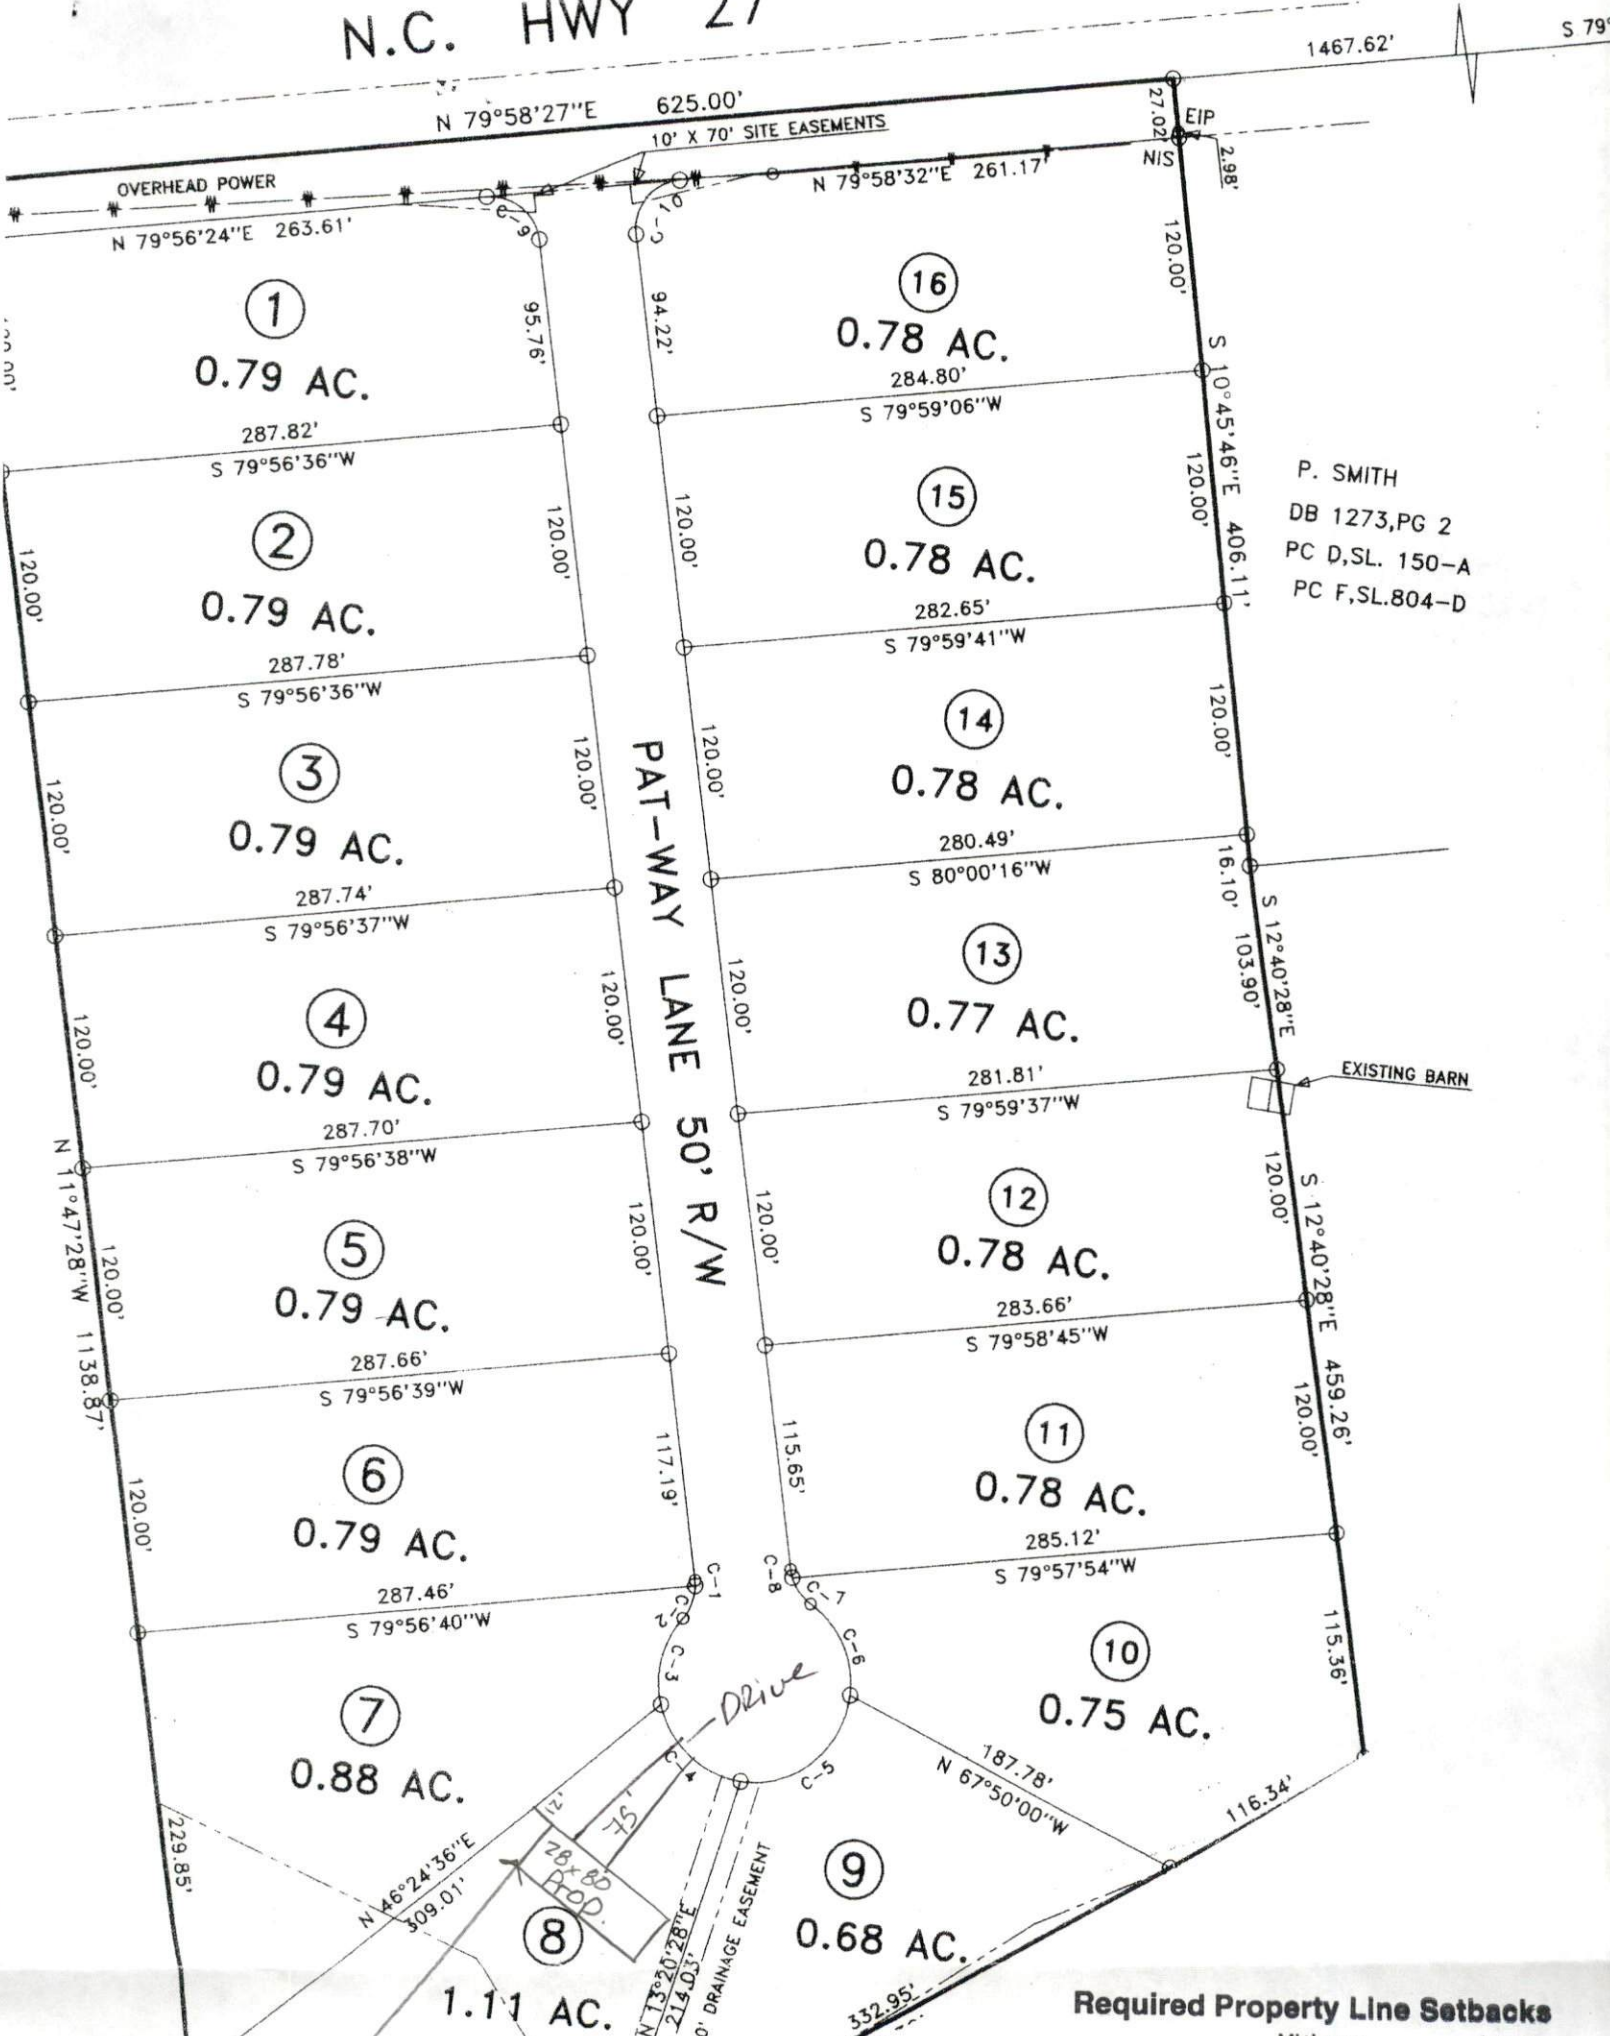 N.C. HWY 27
1467.62'
S 79°
N 79°58'27"E 625.00'
27.02'
EIP
NIS
2.98'
10' X 70' SITE EASEMENTS
OVERHEAD POWER
N 79°58'32"E 261.17'
N 79°56'24"E 263.61'
C-9
C-10
1
0.79 AC.
95.76'
94.22'
16
0.78 AC.
120.00'
287.82'
S 79°56'36"W
284.80'
S 79°59'06"W
S 10°45'46"E 406.11'
P. SMITH
DB 1273,PG 2
PC D,SL. 150-A
PC F,SL.804-D
120.00'
2
0.79 AC.
120.00'
120.00'
15
0.78 AC.
120.00'
287.78'
S 79°56'36"W
282.65'
S 79°59'41"W
120.00'
3
0.79 AC.
120.00'
120.00'
14
0.78 AC.
120.00'
287.74'
S 79°56'37"W
280.49'
S 80°00'16"W
PAT-WAY LANE 50' R/W
16.10'
103.90'
S 12°40'28"E
120.00'
4
0.79 AC.
120.00'
120.00'
13
0.77 AC.
287.70'
S 79°56'38"W
281.81'
S 79°59'37"W
EXISTING BARN
N 11°47'28"W 1138.87'
120.00'
5
0.79 AC.
120.00'
120.00'
12
0.78 AC.
120.00'
S 12°40'28"E 459.26'
287.66'
S 79°56'39"W
283.66'
S 79°58'45"W
120.00'
6
0.79 AC.
117.19'
115.65'
11
0.78 AC.
120.00'
287.46'
S 79°56'40"W
285.12'
S 79°57'54"W
C-1
C-2
C-3
C-4
C-5
C-6
C-7
C-8
Drive
7
0.88 AC.
10
0.75 AC.
115.36'
187.78'
N 67°50'00"W
116.34'
229.85'
N 46°24'36"E
309.01'
12'
75'
28x80
Prop.
8
1.11 AC.
N 13°20'28"E
214.03'
0' DRAINAGE EASEMENT
9
0.68 AC.
332.95'
Required Property Line Setbacks